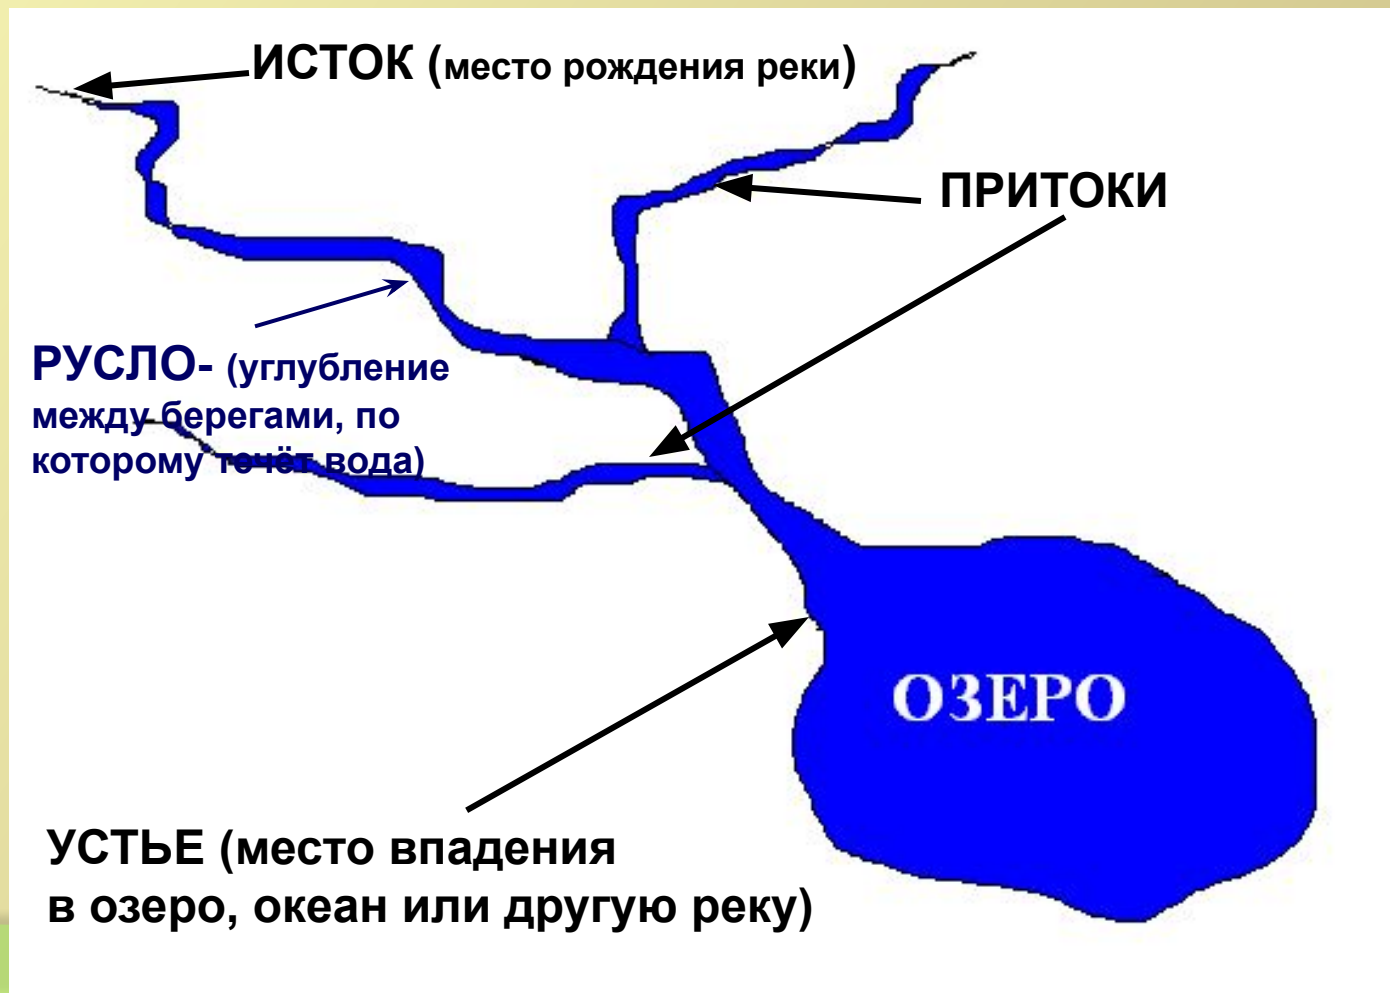 ИСТОК (место рождения реки)
ПРИТОКИ
РУСЛО- (углубление
между берегами, по
которому течёт вода)
ОЗЕРО
УСТЬЕ (место впадения
в озеро, океан или другую реку)